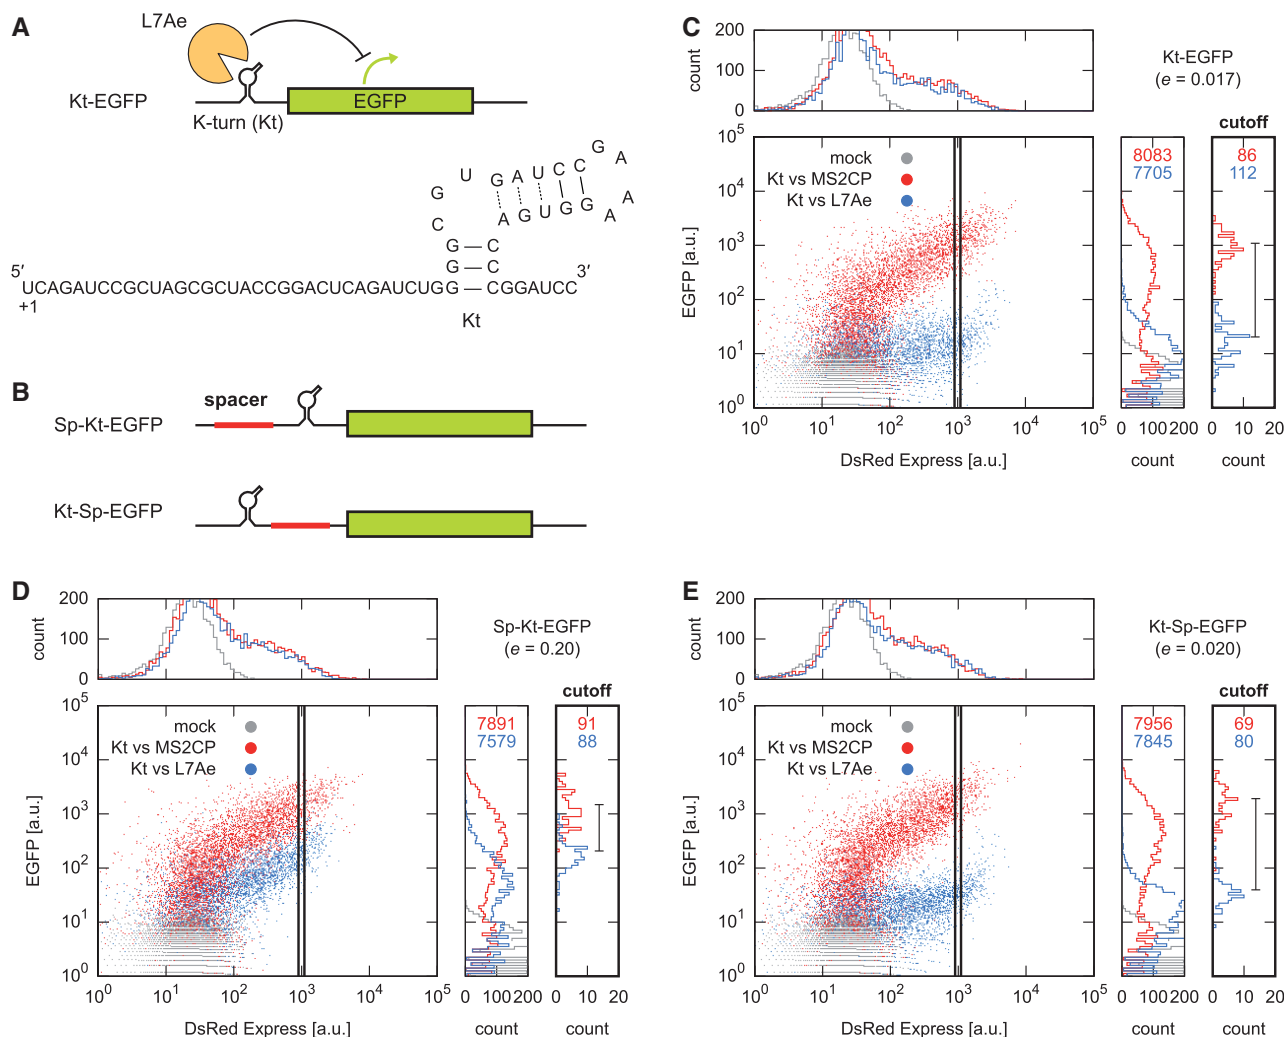 A
L7Ae
Kt-EGFP
EGFP
K-turn (Kt)
G A U C C G A
U
G
C
A G U G G A A
G C
G C
5′ 3′
UCAGAUCCGCUAGCGCUACCGGACUCAGAUCUGG G C CGGAUCC
+1
Kt
B
spacer
Sp-Kt-EGFP
Kt-Sp-EGFP
C
Kt-EGFP
(e = 0.017)
count
200
100
0
cutoff
mock
Kt vs MS2CP
Kt vs L7Ae
8083
7705
86
112
EGFP [a.u.]
10^5
10^4
10^3
10^2
10^1
10^0
10^0 10^1 10^2 10^3 10^4 10^5
DsRed Express [a.u.]
0 100 200
count
0 10 20
count
D
Sp-Kt-EGFP
(e = 0.20)
count
200
100
0
cutoff
mock
Kt vs MS2CP
Kt vs L7Ae
7891
7579
91
88
EGFP [a.u.]
10^5
10^4
10^3
10^2
10^1
10^0
10^0 10^1 10^2 10^3 10^4 10^5
DsRed Express [a.u.]
0 100 200
count
0 10 20
count
E
Kt-Sp-EGFP
(e = 0.020)
count
200
100
0
cutoff
mock
Kt vs MS2CP
Kt vs L7Ae
7956
7845
69
80
EGFP [a.u.]
10^5
10^4
10^3
10^2
10^1
10^0
10^0 10^1 10^2 10^3 10^4 10^5
DsRed Express [a.u.]
0 100 200
count
0 10 20
count